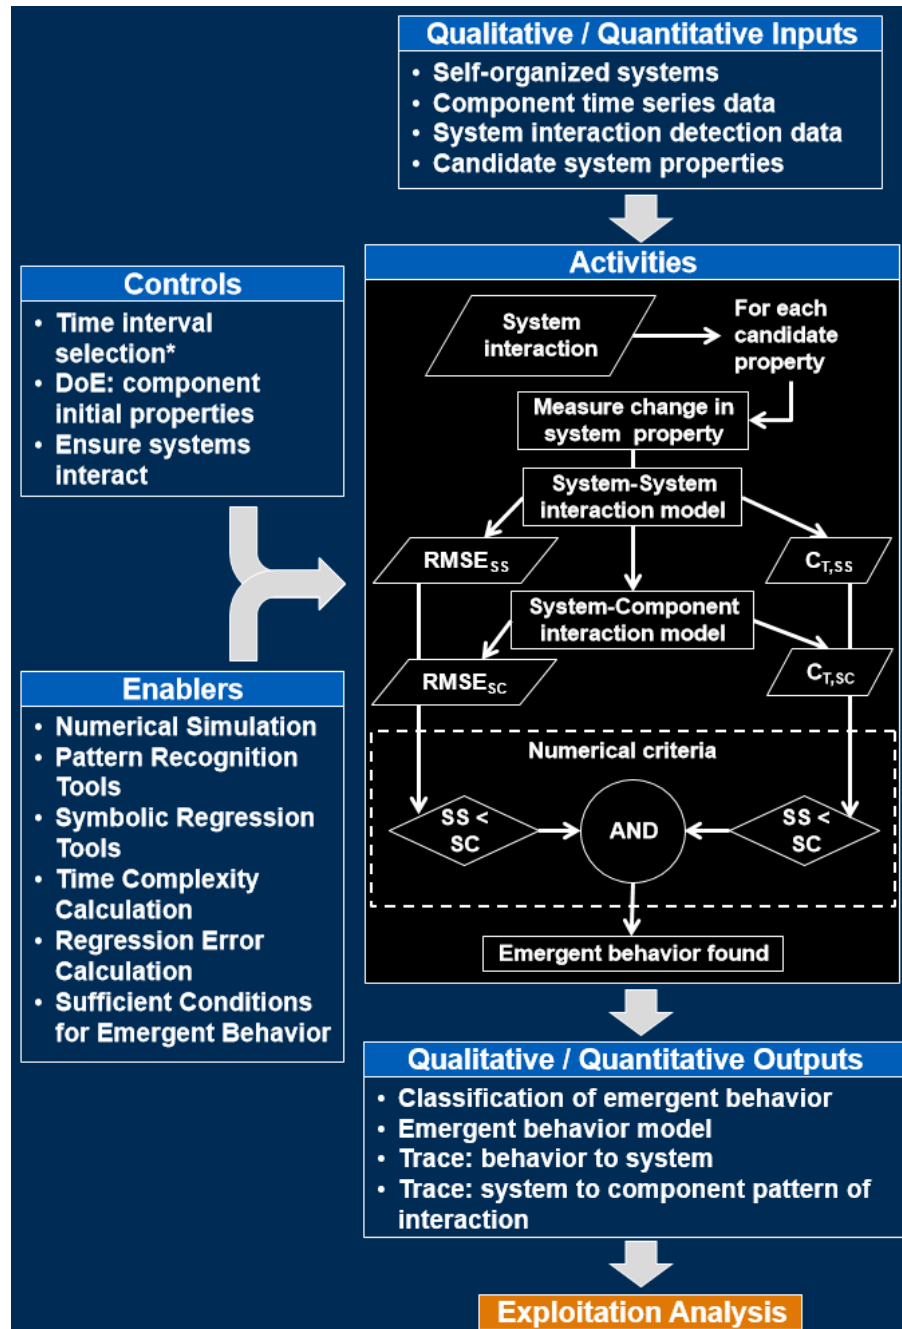 Qualitative / Quantitative Inputs
• Self-organized systems
• Component time series data
• System interaction detection data
• Candidate system properties
Controls
• Time interval
selection*
• DoE: component
initial properties
• Ensure systems
interact
Enablers
• Numerical Simulation
• Pattern Recognition
Tools
• Symbolic Regression
Tools
• Time Complexity
Calculation
• Regression Error
Calculation
• Sufficient Conditions
for Emergent Behavior
Activities
System
interaction
For each
candidate
property
Measure change in
system property
System-System
interaction model
RMSE_SS
C_T,SS
System-Component
interaction model
RMSE_SC
C_T,SC
Numerical criteria
SS <
SC
AND
SS <
SC
Emergent behavior found
Qualitative / Quantitative Outputs
• Classification of emergent behavior
• Emergent behavior model
• Trace: behavior to system
• Trace: system to component pattern of
interaction
Exploitation Analysis